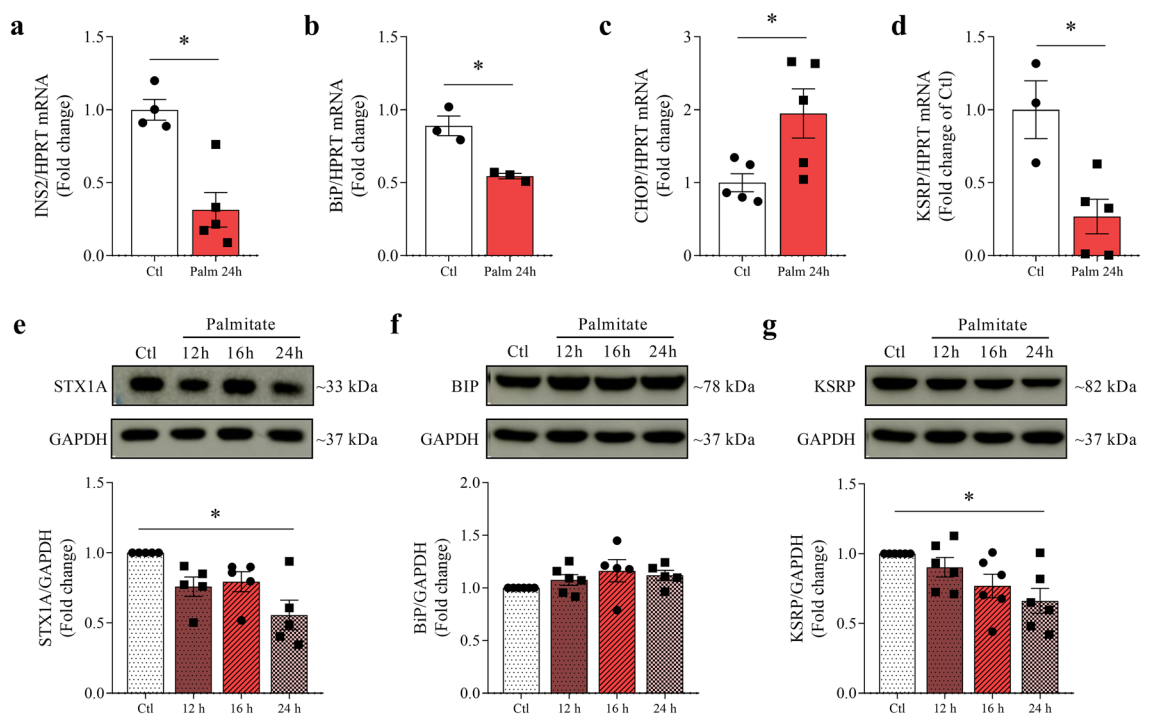 a
INS2/HPRT mRNA
(Fold change)
1.5
1.0
0.5
0.0
*
Ctl
Palm 24h
b
BiP/HPRT mRNA
(Fold change)
1.5
1.0
0.5
0.0
*
Ctl
Palm 24h
c
CHOP/HPRT mRNA
(Fold change)
3
2
1
0
*
Ctl
Palm 24h
d
KSRP/HPRT mRNA
(Fold change of Ctl)
1.5
1.0
0.5
0.0
*
Ctl
Palm 24h
e
Palmitate
Ctl 12h 16h 24h
STX1A ~33 kDa
GAPDH ~37 kDa
STX1A/GAPDH
(Fold change)
1.5
1.0
0.5
0.0
*
Ctl 12 h 16 h 24 h
f
Palmitate
Ctl 12h 16h 24h
BIP ~78 kDa
GAPDH ~37 kDa
BiP/GAPDH
(Fold change)
2.0
1.5
1.0
0.5
0.0
Ctl 12 h 16 h 24 h
g
Palmitate
Ctl 12h 16h 24h
KSRP ~82 kDa
GAPDH ~37 kDa
KSRP/GAPDH
(Fold change)
1.5
1.0
0.5
0.0
*
Ctl 12 h 16 h 24 h